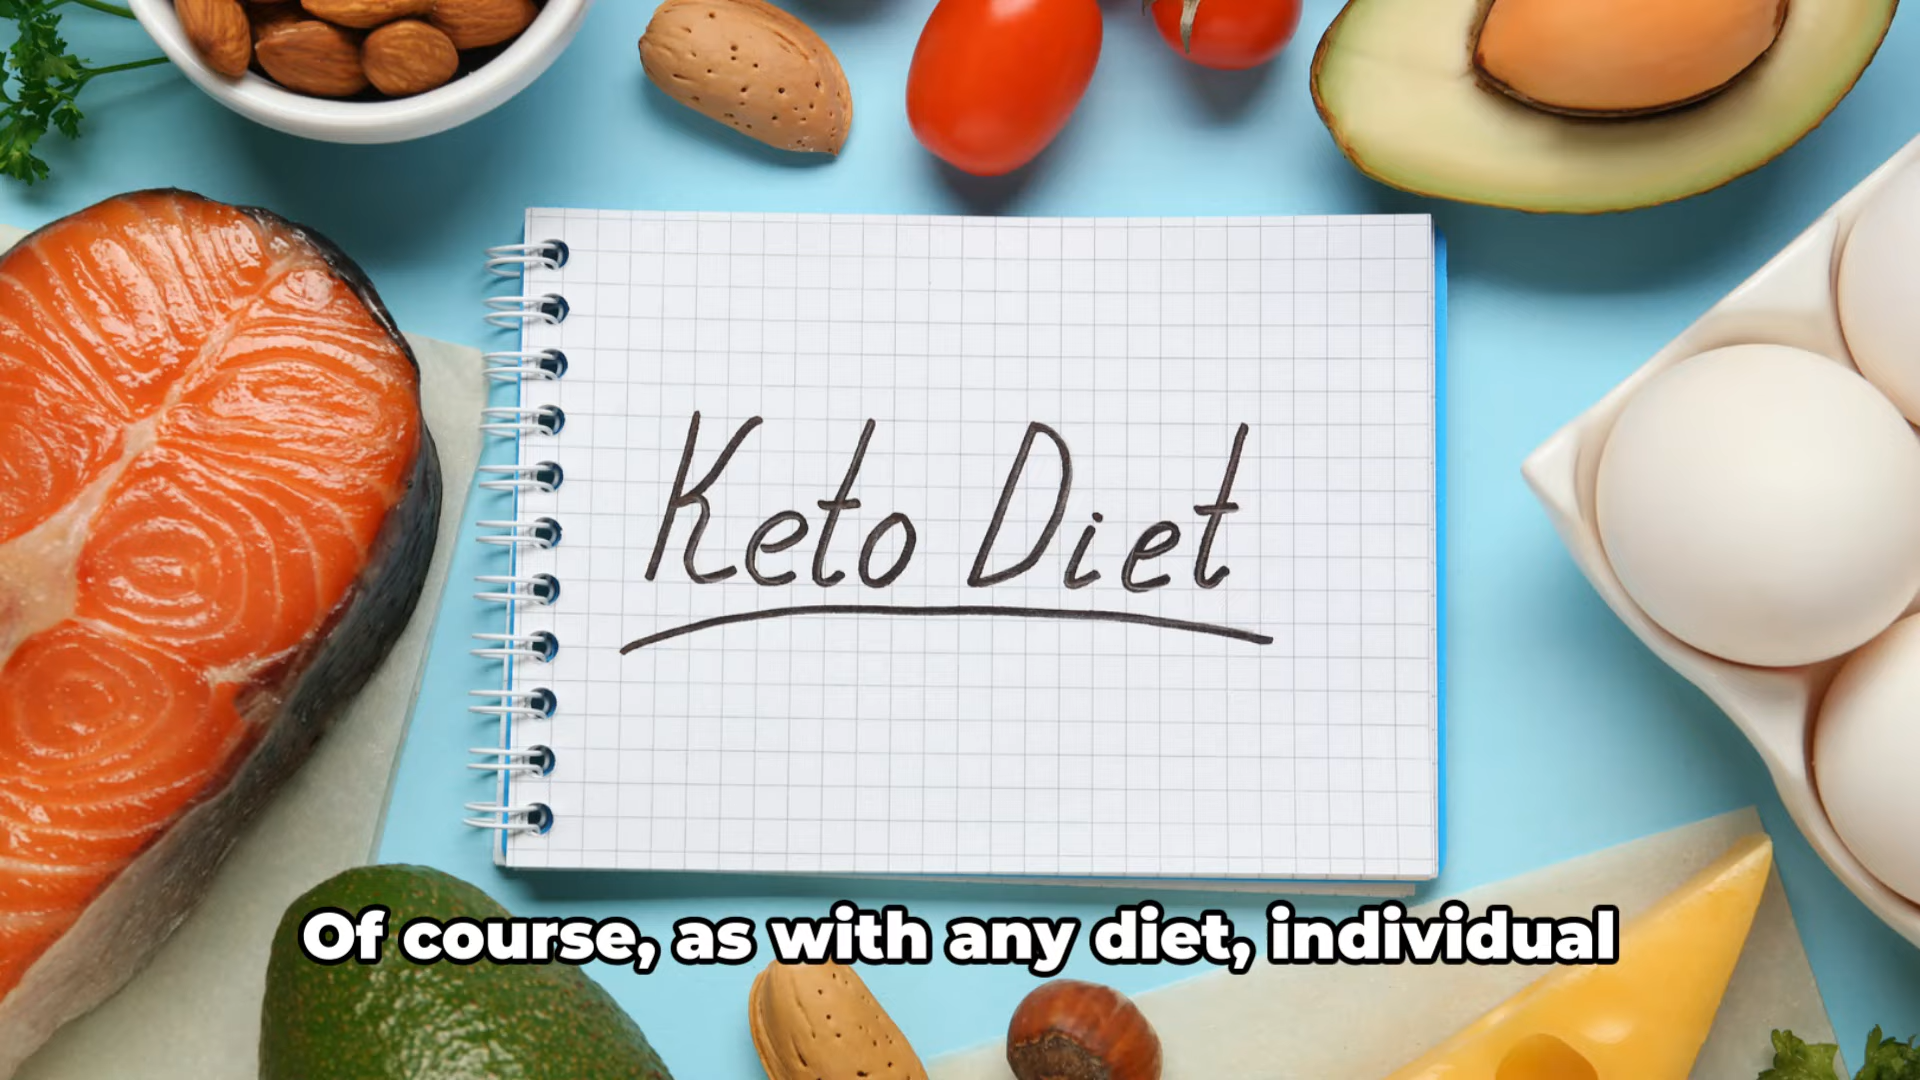 Keto Diet
Of course, as with any diet, individual